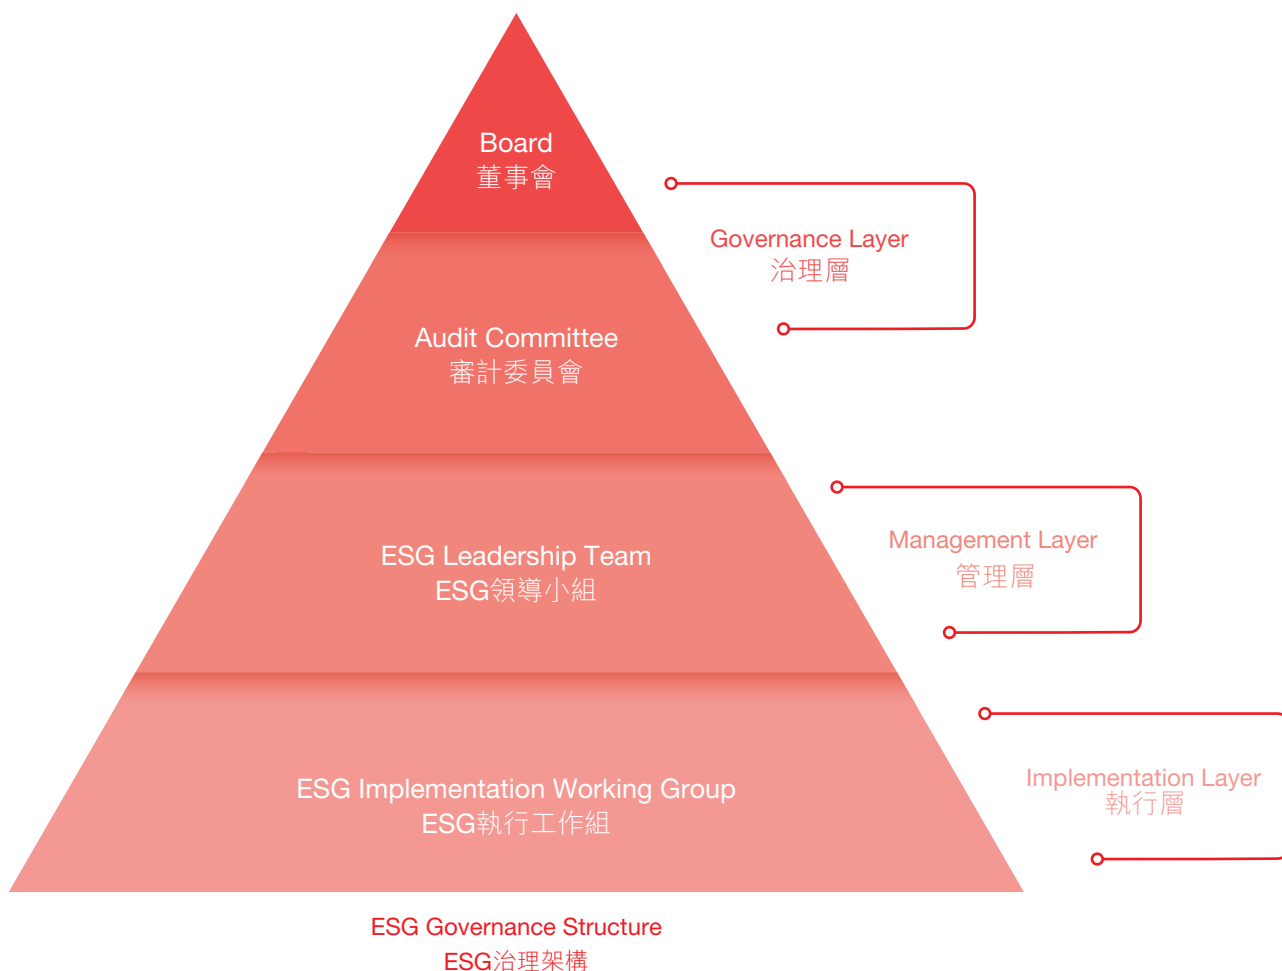 Board
董事會
Governance Layer
治理層
Audit Committee
審計委員會
ESG Leadership Team
ESG領導小組
Management Layer
管理層
ESG Implementation Working Group
ESG執行工作組
Implementation Layer
執行層
ESG Governance Structure
ESG治理架構